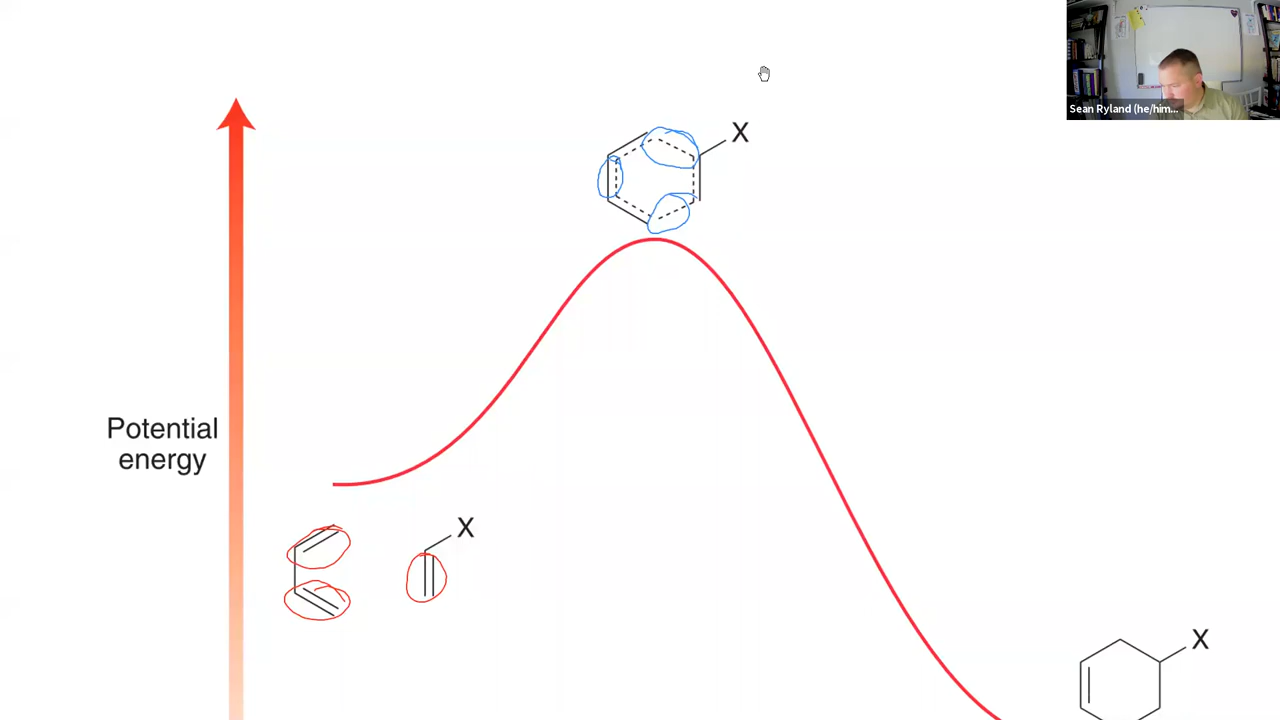 Sean Ryland (he/him...
X
Potential
energy
X
X